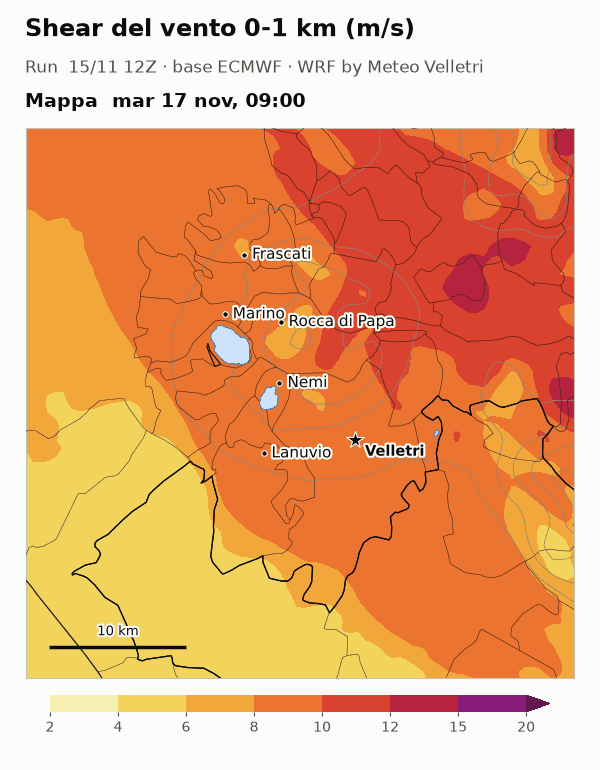 Shear del vento 0-1 km (m/s)
Run  15/11 12Z · base ECMWF · WRF by Meteo Velletri
Mappa  mar 17 nov, 09:00
Frascati
Marino
Rocca di Papa
Nemi
Velletri
Lanuvio
10 km
2 4 6 8 10 12 15 20